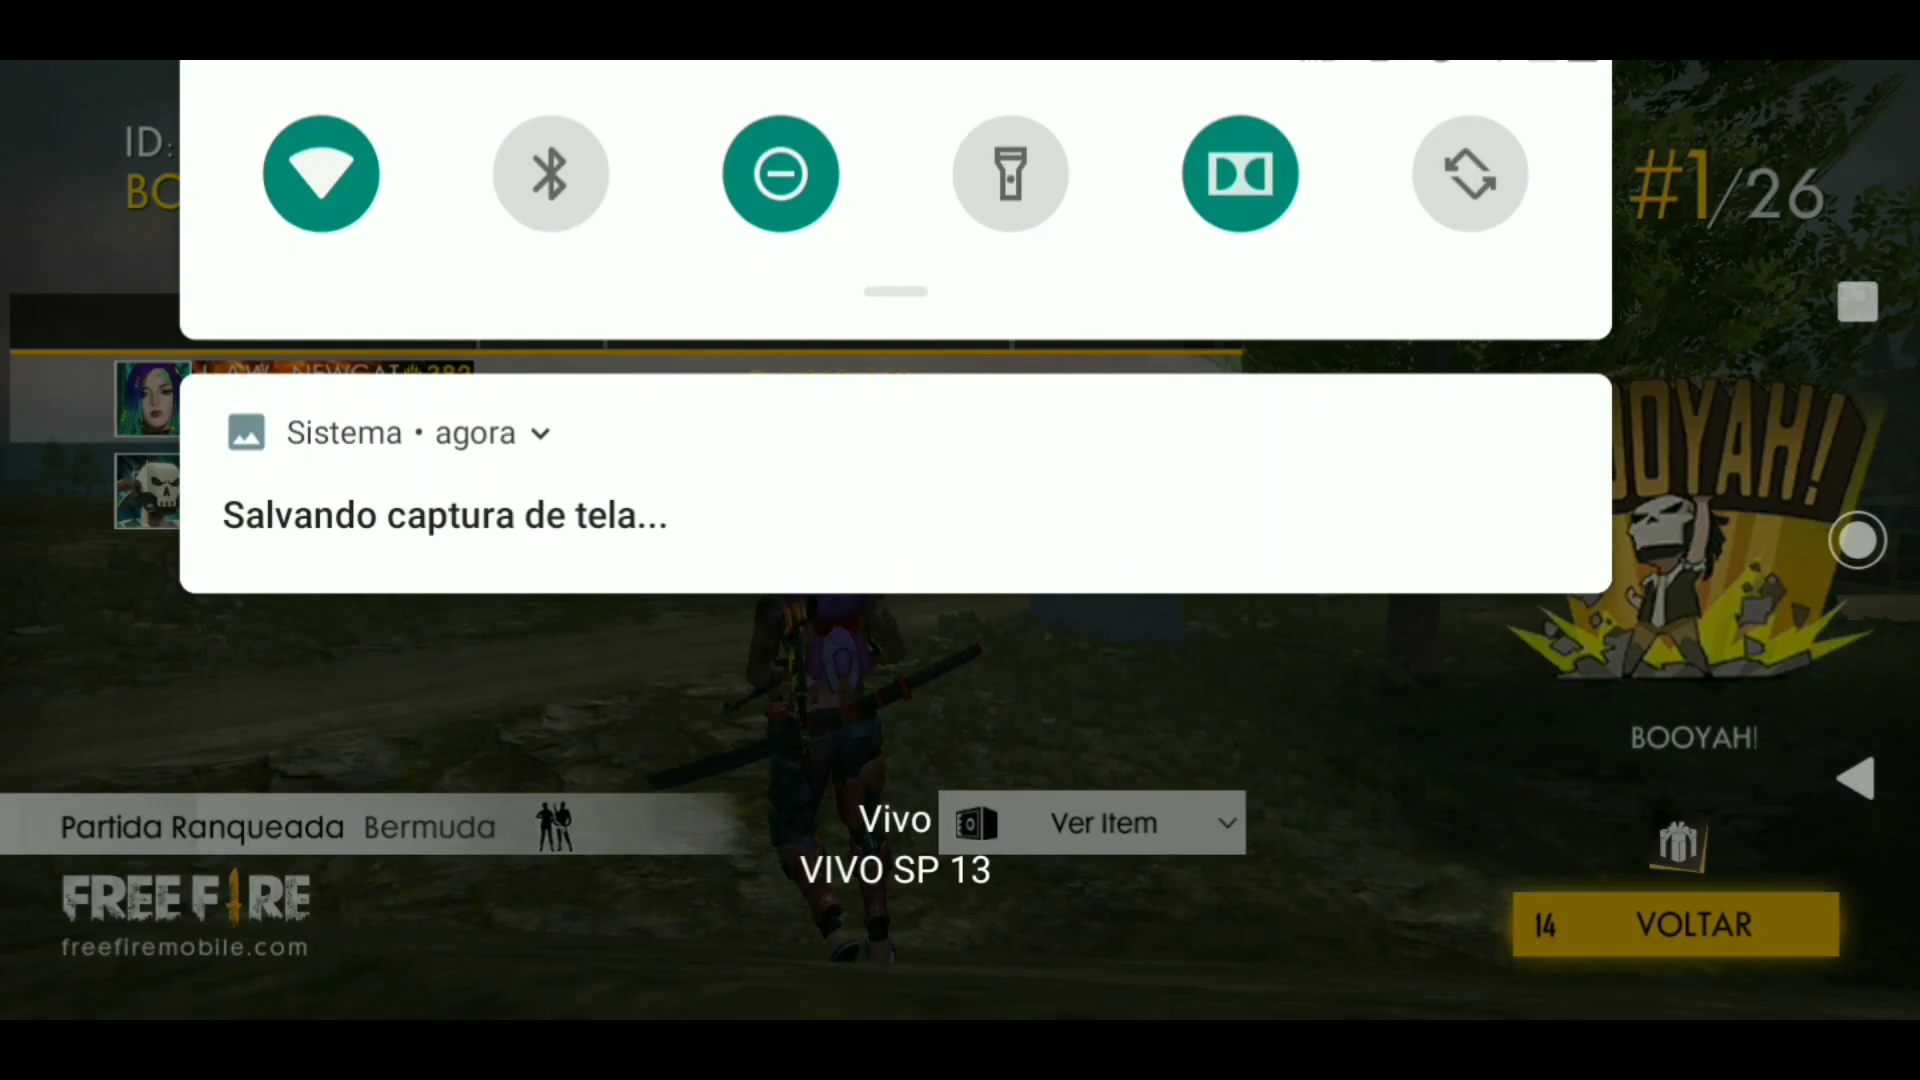 ID:
BO
#1/26
Sistema • agora
Salvando captura de tela...
BOOYAH!
Partida Ranqueada Bermuda
Vivo
Ver Item
VIVO SP 13
FREE FIRE
freefiremobile.com
14 VOLTAR